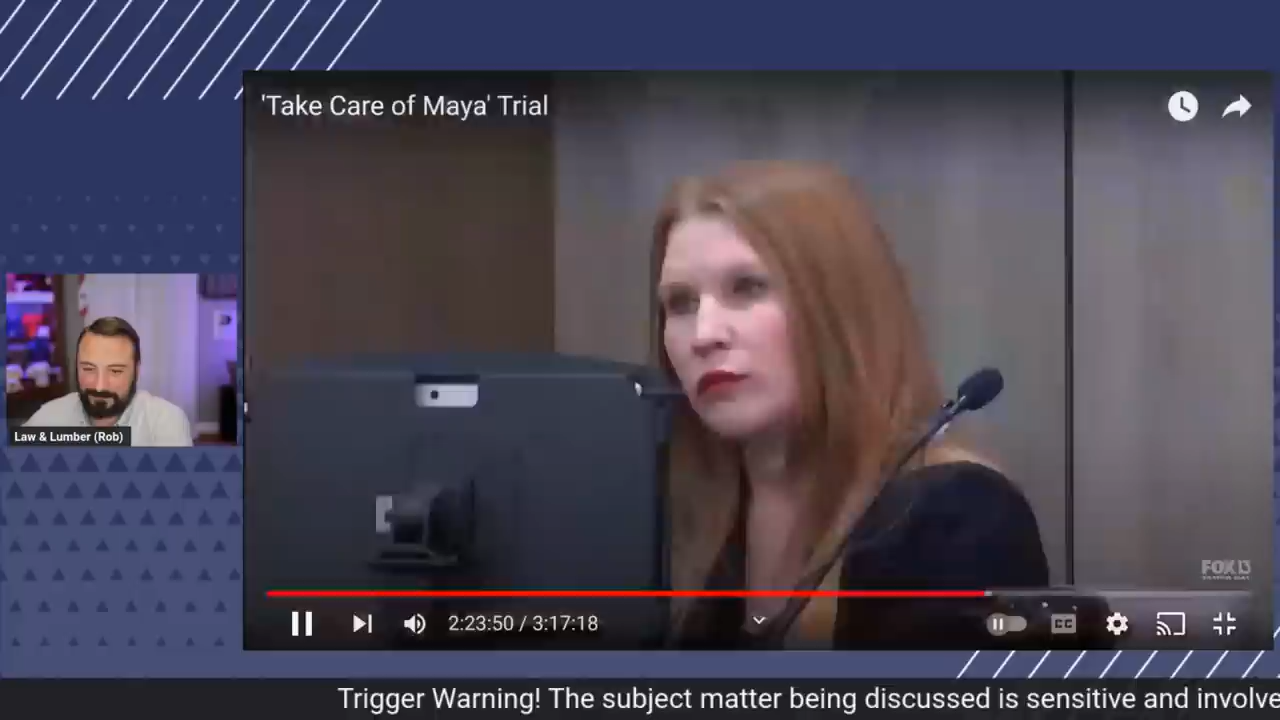 'Take Care of Maya' Trial
Law & Lumber (Rob)
FOX 13
2:23:50 / 3:17:18
CC
Trigger Warning! The subject matter being discussed is sensitive and involve